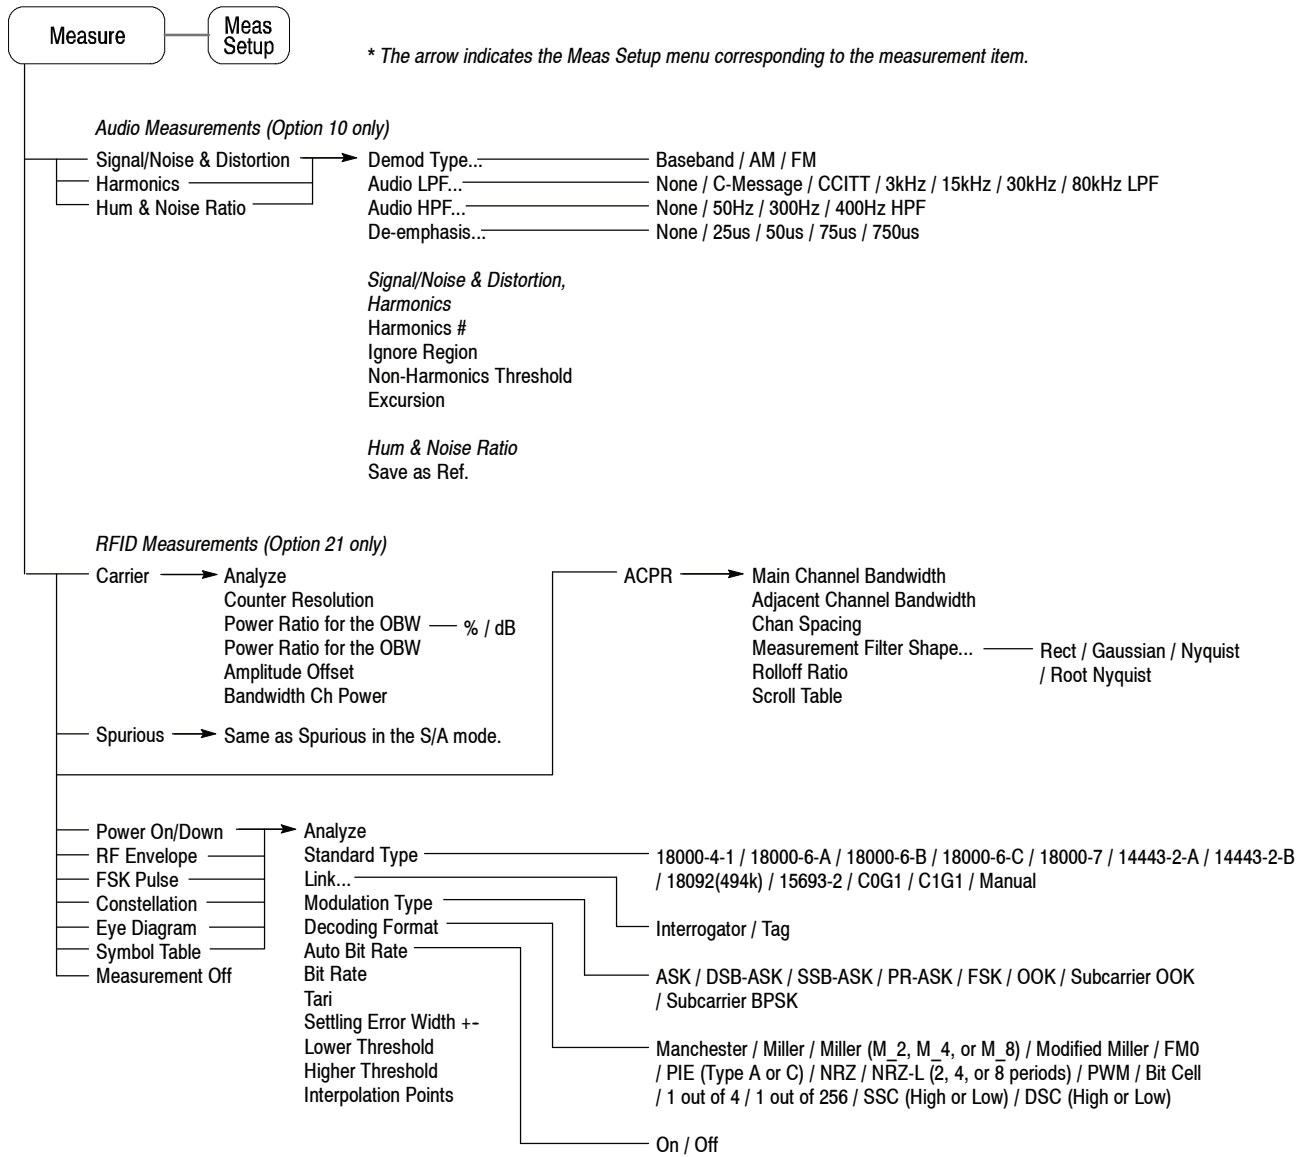 Measure
Meas
Setup
* The arrow indicates the Meas Setup menu corresponding to the measurement item.
Audio Measurements (Option 10 only)
Signal/Noise & Distortion
Harmonics
Hum & Noise Ratio
Demod Type...
Audio LPF...
Audio HPF...
De-emphasis...
Baseband / AM / FM
None / C-Message / CCITT / 3kHz / 15kHz / 30kHz / 80kHz LPF
None / 50Hz / 300Hz / 400Hz HPF
None / 25us / 50us / 75us / 750us
Signal/Noise & Distortion,
Harmonics
Harmonics #
Ignore Region
Non-Harmonics Threshold
Excursion
Hum & Noise Ratio
Save as Ref.
RFID Measurements (Option 21 only)
Carrier
Analyze
Counter Resolution
Power Ratio for the OBW
% / dB
Power Ratio for the OBW
Amplitude Offset
Bandwidth Ch Power
ACPR
Main Channel Bandwidth
Adjacent Channel Bandwidth
Chan Spacing
Measurement Filter Shape...
Rolloff Ratio
Scroll Table
Rect / Gaussian / Nyquist
/ Root Nyquist
Spurious
Same as Spurious in the S/A mode.
Power On/Down
RF Envelope
FSK Pulse
Constellation
Eye Diagram
Symbol Table
Measurement Off
Analyze
Standard Type
Link...
Modulation Type
Decoding Format
Auto Bit Rate
Bit Rate
Tari
Settling Error Width +-
Lower Threshold
Higher Threshold
Interpolation Points
18000-4-1 / 18000-6-A / 18000-6-B / 18000-6-C / 18000-7 / 14443-2-A / 14443-2-B
/ 18092(494k) / 15693-2 / C0G1 / C1G1 / Manual
Interrogator / Tag
ASK / DSB-ASK / SSB-ASK / PR-ASK / FSK / OOK / Subcarrier OOK
/ Subcarrier BPSK
Manchester / Miller / Miller (M_2, M_4, or M_8) / Modified Miller / FM0
/ PIE (Type A or C) / NRZ / NRZ-L (2, 4, or 8 periods) / PWM / Bit Cell
/ 1 out of 4 / 1 out of 256 / SSC (High or Low) / DSC (High or Low)
On / Off